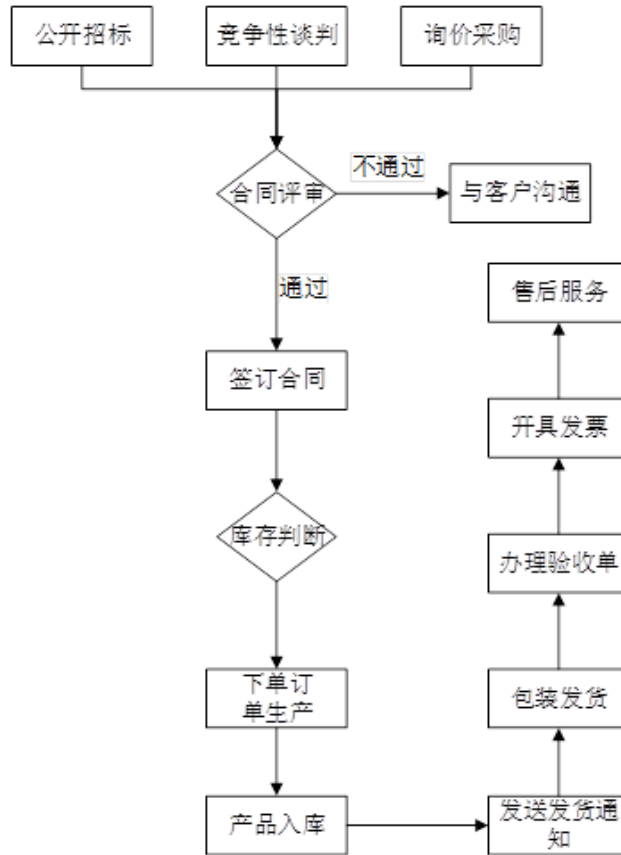 公开招标
竞争性谈判
询价采购
合同评审
不通过
与客户沟通
通过
售后服务
签订合同
开具发票
库存判断
办理验收单
下单订
单生产
包装发货
产品入库
发送发货通
知